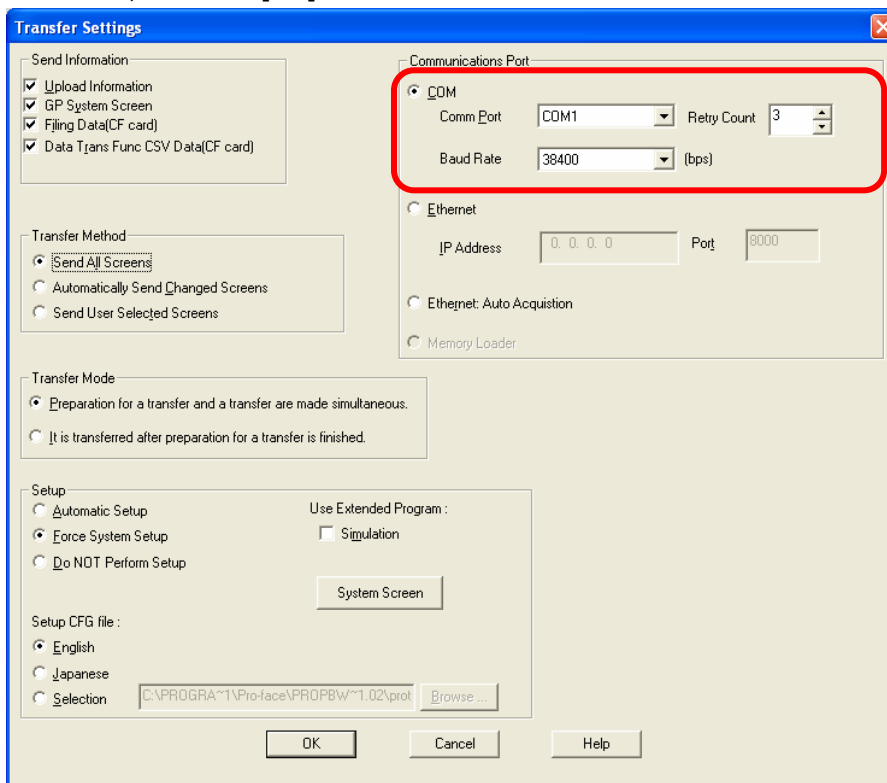 Transfer Settings
Send Information
Upload Information
GP System Screen
Filing Data(CF card)
Data Trans Func CSV Data(CF card)
Communications Port
COM
Comm Port COM1 Retry Count 3
Baud Rate 38400 (bps)
Ethernet
IP Address 0. 0. 0. 0 Port 8000
Ethernet: Auto Acquistion
Memory Loader
Transfer Method
Send All Screens
Automatically Send Changed Screens
Send User Selected Screens
Transfer Mode
Preparation for a transfer and a transfer are made simultaneous.
It is transferred after preparation for a transfer is finished.
Setup
Automatic Setup
Force System Setup
Do NOT Perform Setup
Use Extended Program :
Simulation
System Screen
Setup CFG file :
English
Japanese
Selection C:\PROGRA~1\Pro-face\PROPBW~1.02\prot Browse ...
OK Cancel Help